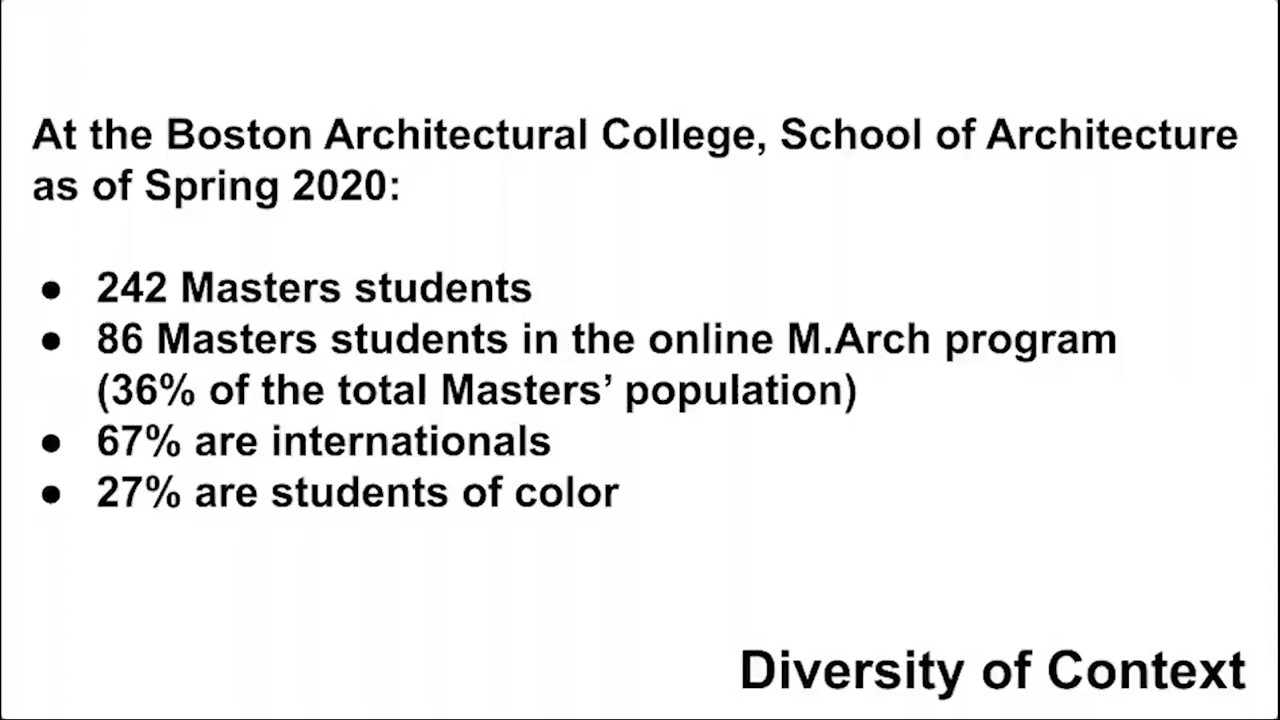 At the Boston Architectural College, School of Architecture
as of Spring 2020:
● 242 Masters students
● 86 Masters students in the online M.Arch program
(36% of the total Masters’ population)
● 67% are internationals
● 27% are students of color
Diversity of Context